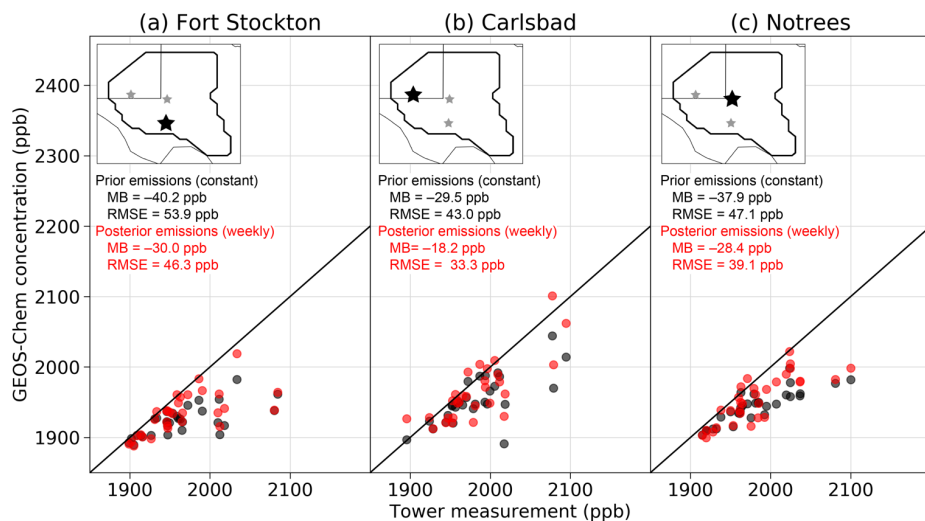 (a) Fort Stockton
(b) Carlsbad
(c) Notrees
GEOS-Chem concentration (ppb)
2400
2300
2200
2100
2000
1900
Prior emissions (constant)
MB = –40.2 ppb
RMSE = 53.9 ppb
Posterior emissions (weekly)
MB = –30.0 ppb
RMSE = 46.3 ppb
Prior emissions (constant)
MB = –29.5 ppb
RMSE = 43.0 ppb
Posterior emissions (weekly)
MB= –18.2 ppb
RMSE = 33.3 ppb
Prior emissions (constant)
MB = –37.9 ppb
RMSE = 47.1 ppb
Posterior emissions (weekly)
MB = –28.4 ppb
RMSE = 39.1 ppb
1900 2000 2100
1900 2000 2100
1900 2000 2100
Tower measurement (ppb)